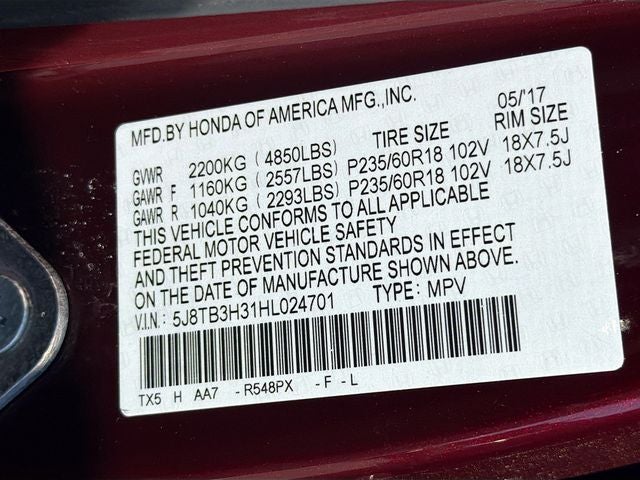 MFD.BY HONDA OF AMERICA MFG.,INC. 05/'17
TIRE SIZE RIM SIZE
GVWR 2200KG (4850LBS)
GAWR F 1160KG (2557LBS) P235/60R18 102V 18X7.5J
GAWR R 1040KG (2293LBS) P235/60R18 102V 18X7.5J
THIS VEHICLE CONFORMS TO ALL APPLICABLE
FEDERAL MOTOR VEHICLE SAFETY
AND THEFT PREVENTION STANDARDS IN EFFECT
ON THE DATE OF MANUFACTURE SHOWN ABOVE.
V.I.N.: 5J8TB3H31HL024701 TYPE: MPV
TX5 H AA7 - R548PX - F - L